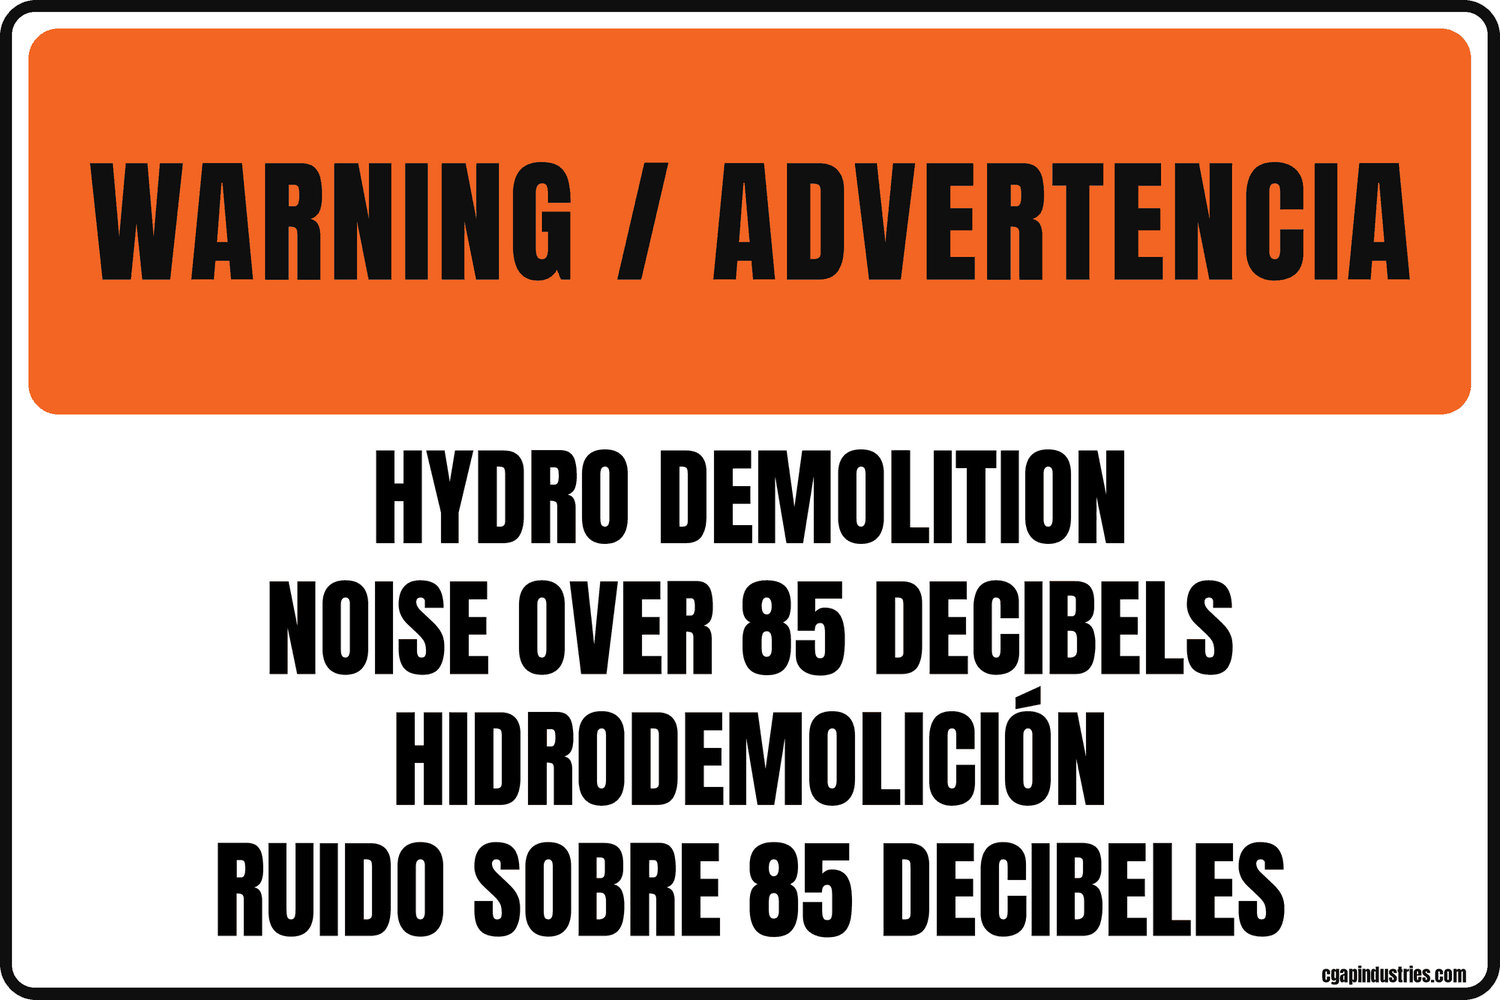 WARNING / ADVERTENCIA
HYDRO DEMOLITION
NOISE OVER 85 DECIBELS
HIDRODEMOLICIÓN
RUIDO SOBRE 85 DECIBELES
cgapindustries.com